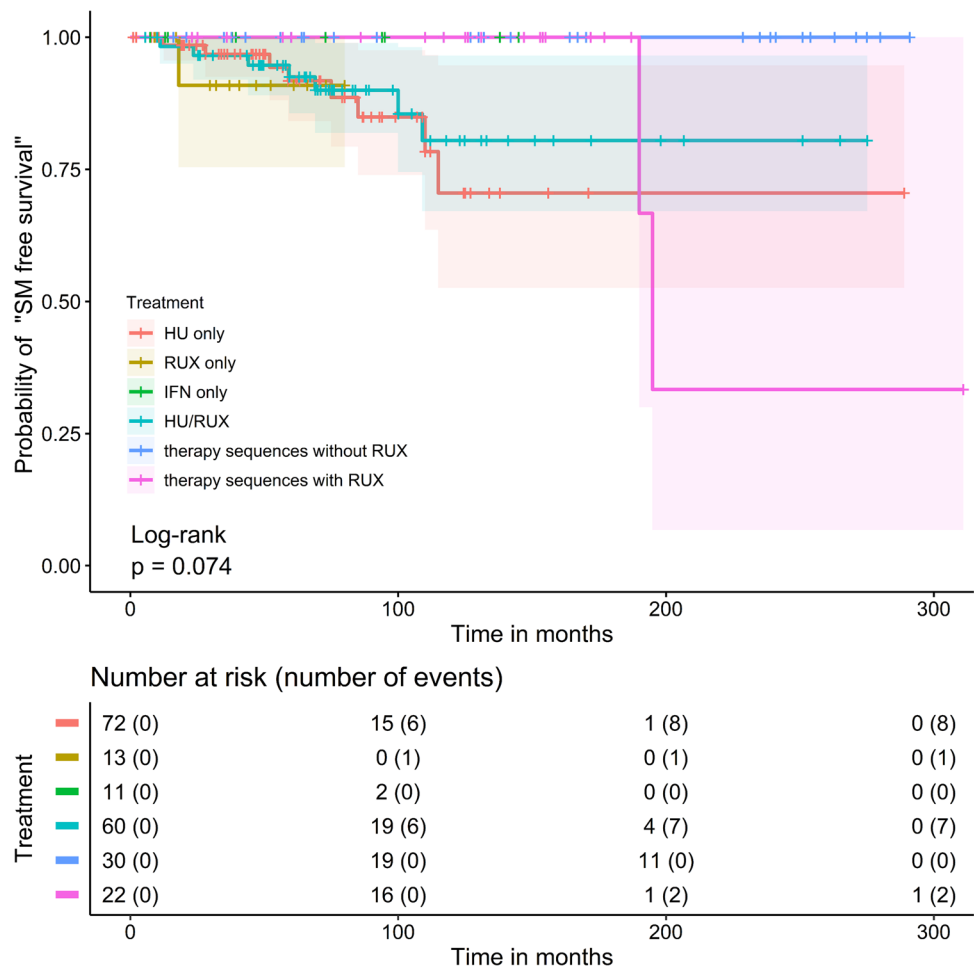 1.00
0.75
0.50
0.25
0.00
Probability of "SM free survival"
Treatment
HU only
RUX only
IFN only
HU/RUX
therapy sequences without RUX
therapy sequences with RUX
Log-rank
p = 0.074
0 100 200 300
Time in months
Number at risk (number of events)
Treatment
72 (0) 15 (6) 1 (8) 0 (8)
13 (0) 0 (1) 0 (1) 0 (1)
11 (0) 2 (0) 0 (0) 0 (0)
60 (0) 19 (6) 4 (7) 0 (7)
30 (0) 19 (0) 11 (0) 0 (0)
22 (0) 16 (0) 1 (2) 1 (2)
0 100 200 300
Time in months